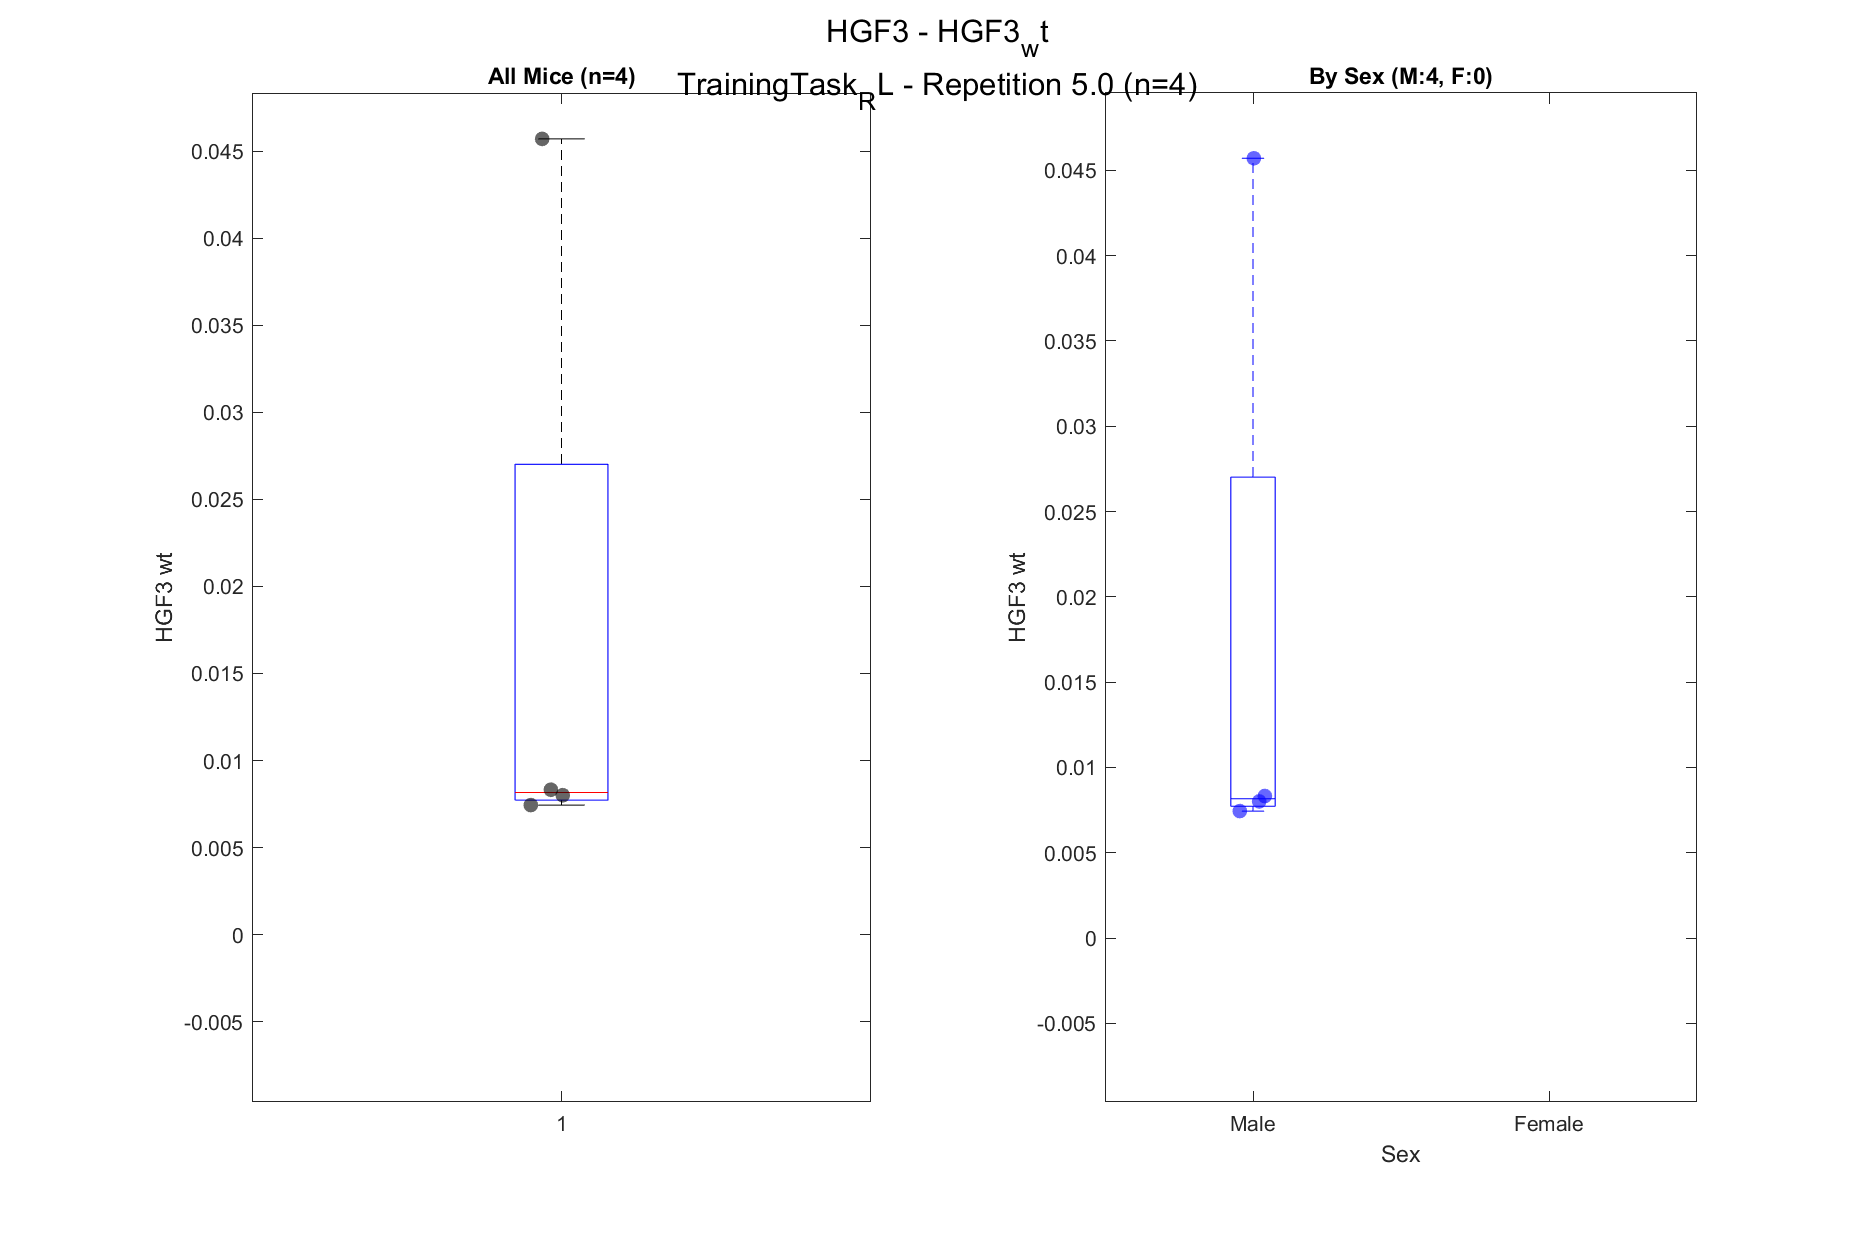 HGF3 - HGF3_wt
TrainingTask_RL - Repetition 5.0 (n=4)
All Mice (n=4)
0.045
0.04
0.035
0.03
0.025
0.02
0.015
0.01
0.005
0
-0.005
HGF3 wt
1
By Sex (M:4, F:0)
0.045
0.04
0.035
0.03
0.025
0.02
0.015
0.01
0.005
0
-0.005
HGF3 wt
Male Female
Sex